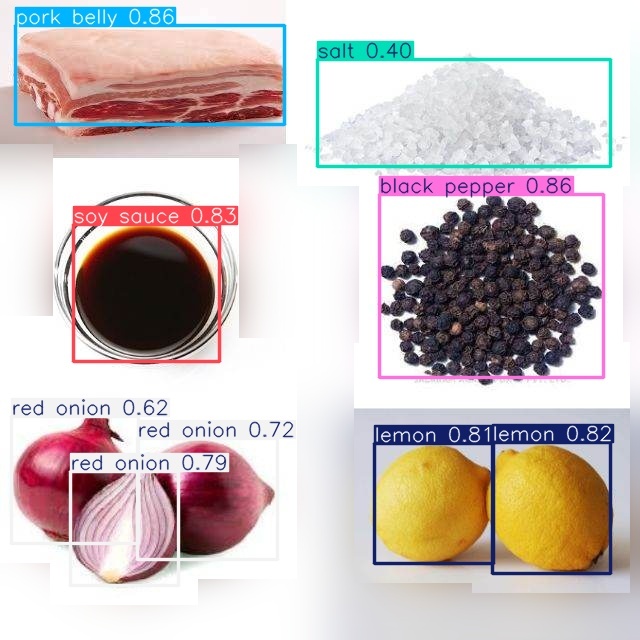 pork belly 0.86
salt 0.40
black pepper 0.86
soy sauce 0.83
red onion 0.62
red onion 0.72
red onion 0.79
lemon 0.81
lemon 0.82